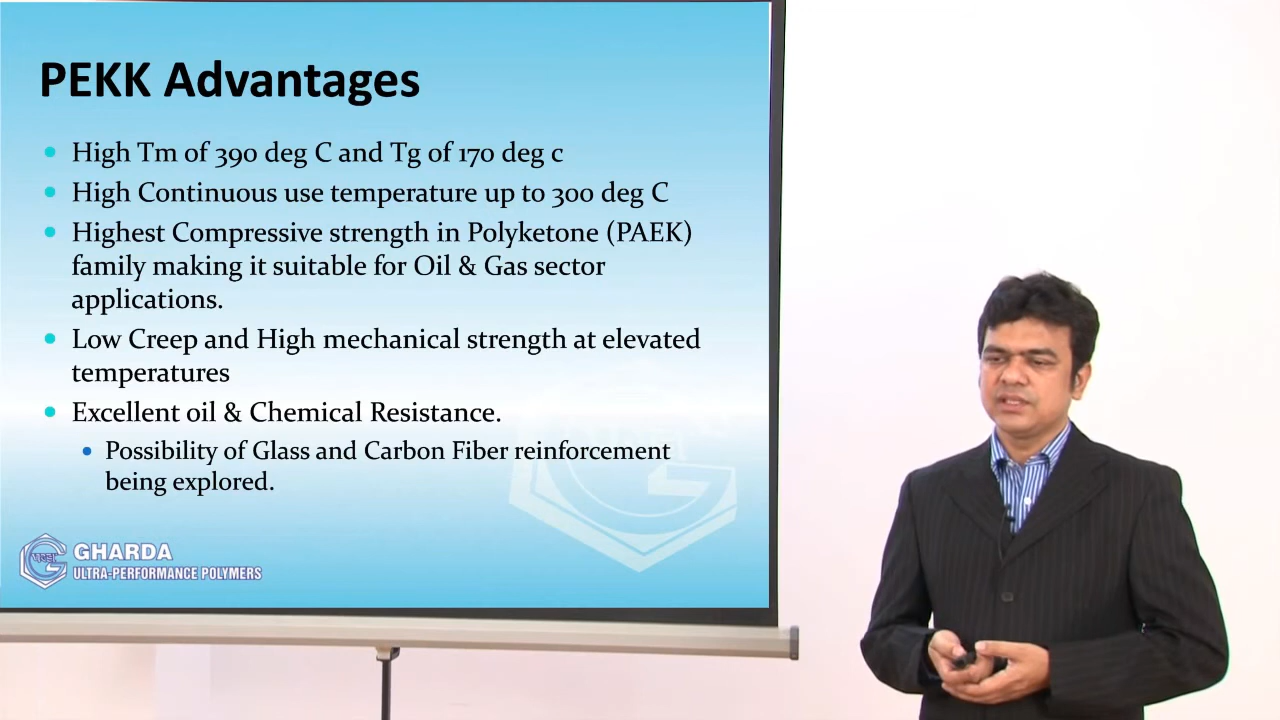 PEKK Advantages
• High Tm of 390 deg C and Tg of 170 deg c
• High Continuous use temperature up to 300 deg C
• Highest Compressive strength in Polyketone (PAEK)
family making it suitable for Oil & Gas sector
applications.
• Low Creep and High mechanical strength at elevated
temperatures
• Excellent oil & Chemical Resistance.
• Possibility of Glass and Carbon Fiber reinforcement
being explored.
GHARDA
ULTRA-PERFORMANCE POLYMERS